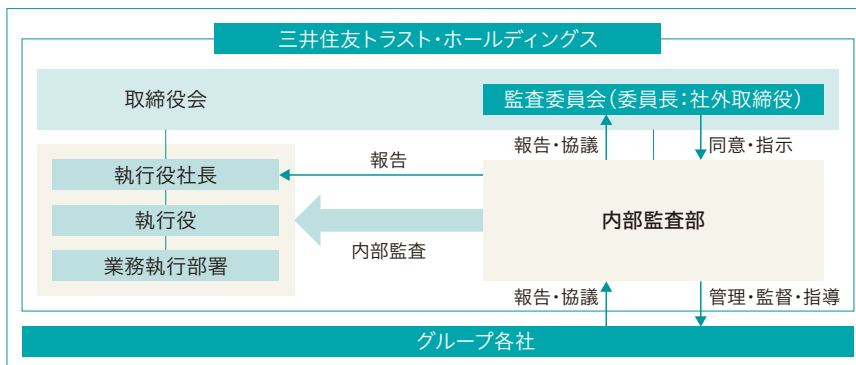 三井住友トラスト・ホールディングス
取締役会
監査委員会（委員長：社外取締役）
報告・協議
同意・指示
報告
執行役社長
執行役
内部監査部
内部監査
業務執行部署
報告・協議
管理・監督・指導
グループ各社